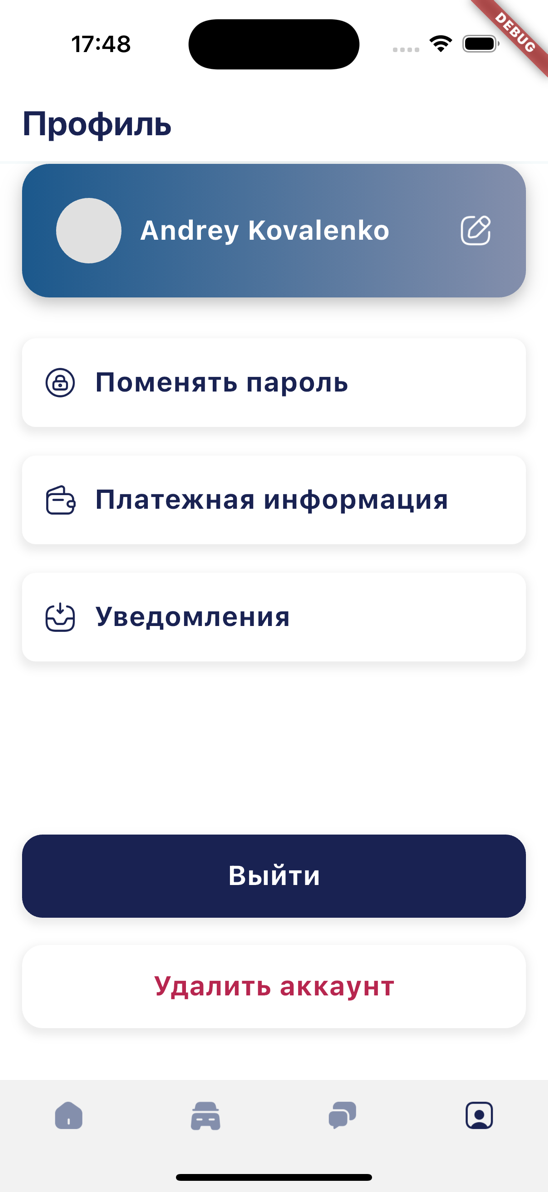 17:48
DEBUG
Профиль
Andrey Kovalenko
Поменять пароль
Платежная информация
Уведомления
Выйти
Удалить аккаунт